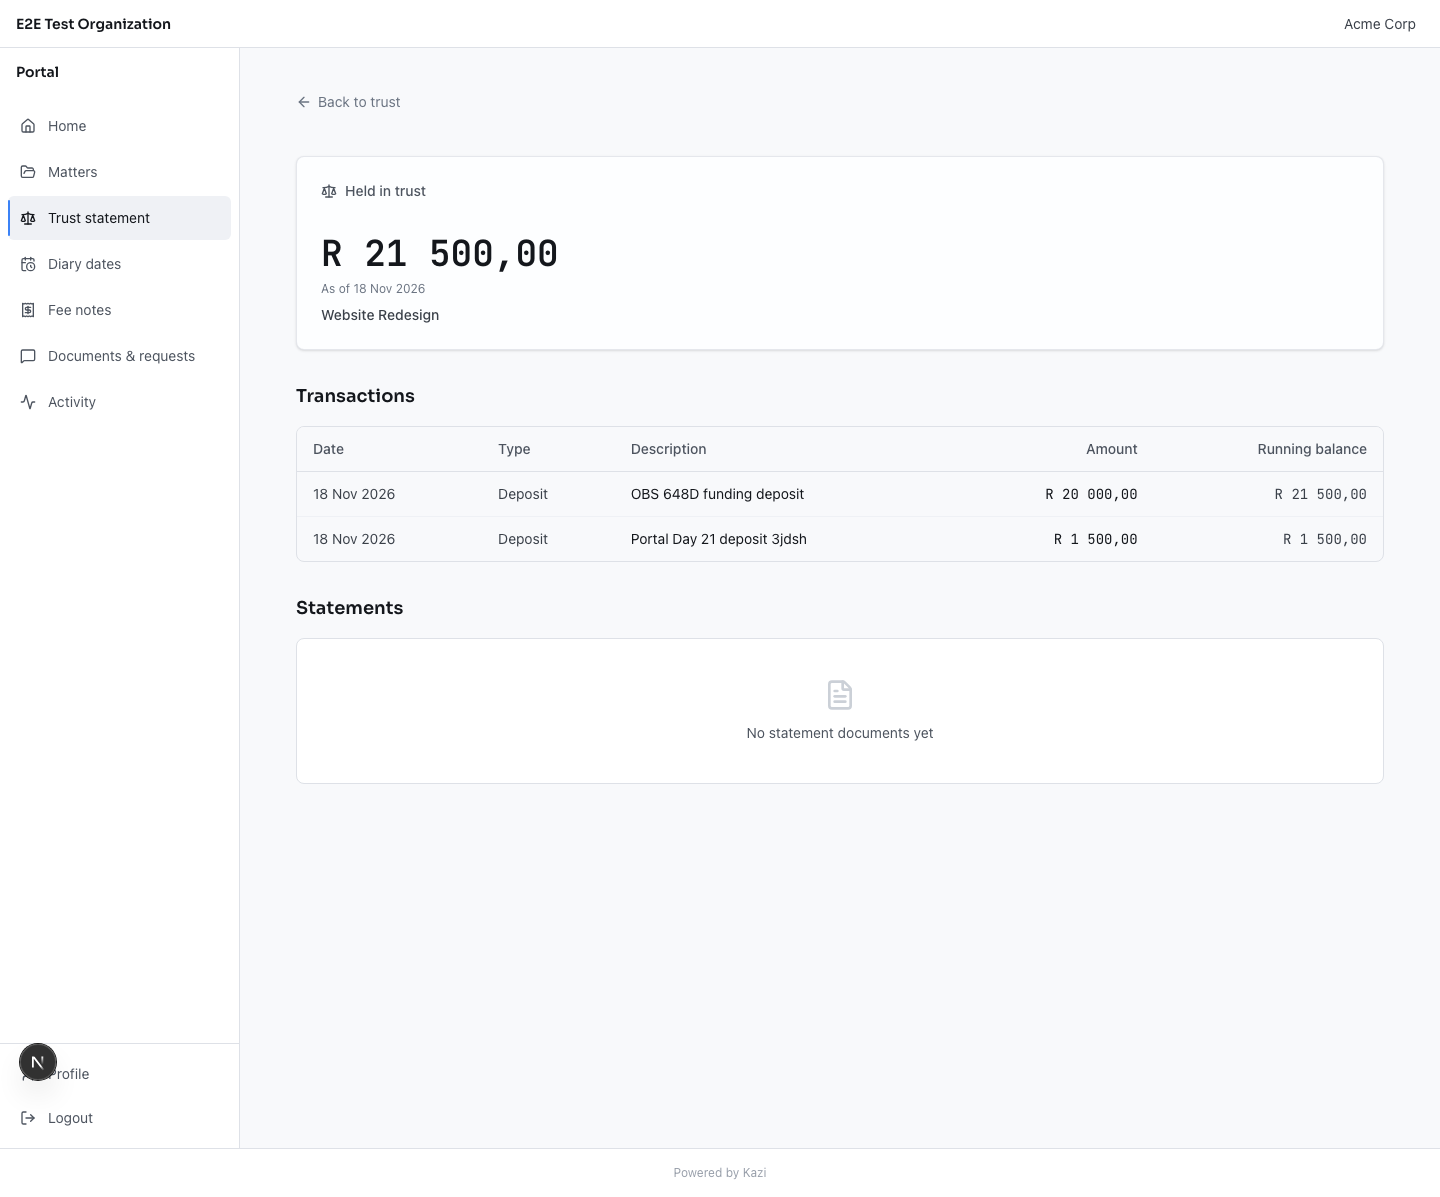 E2E Test Organization
Acme Corp
Portal
Home
Matters
Trust statement
Diary dates
Fee notes
Documents & requests
Activity
N
Profile
Logout
Back to trust
Held in trust
R 21 500,00
As of 18 Nov 2026
Website Redesign
Transactions
Date Type Description Amount Running balance
18 Nov 2026 Deposit OBS 648D funding deposit R 20 000,00 R 21 500,00
18 Nov 2026 Deposit Portal Day 21 deposit 3jdsh R 1 500,00 R 1 500,00
Statements
No statement documents yet
Powered by Kazi